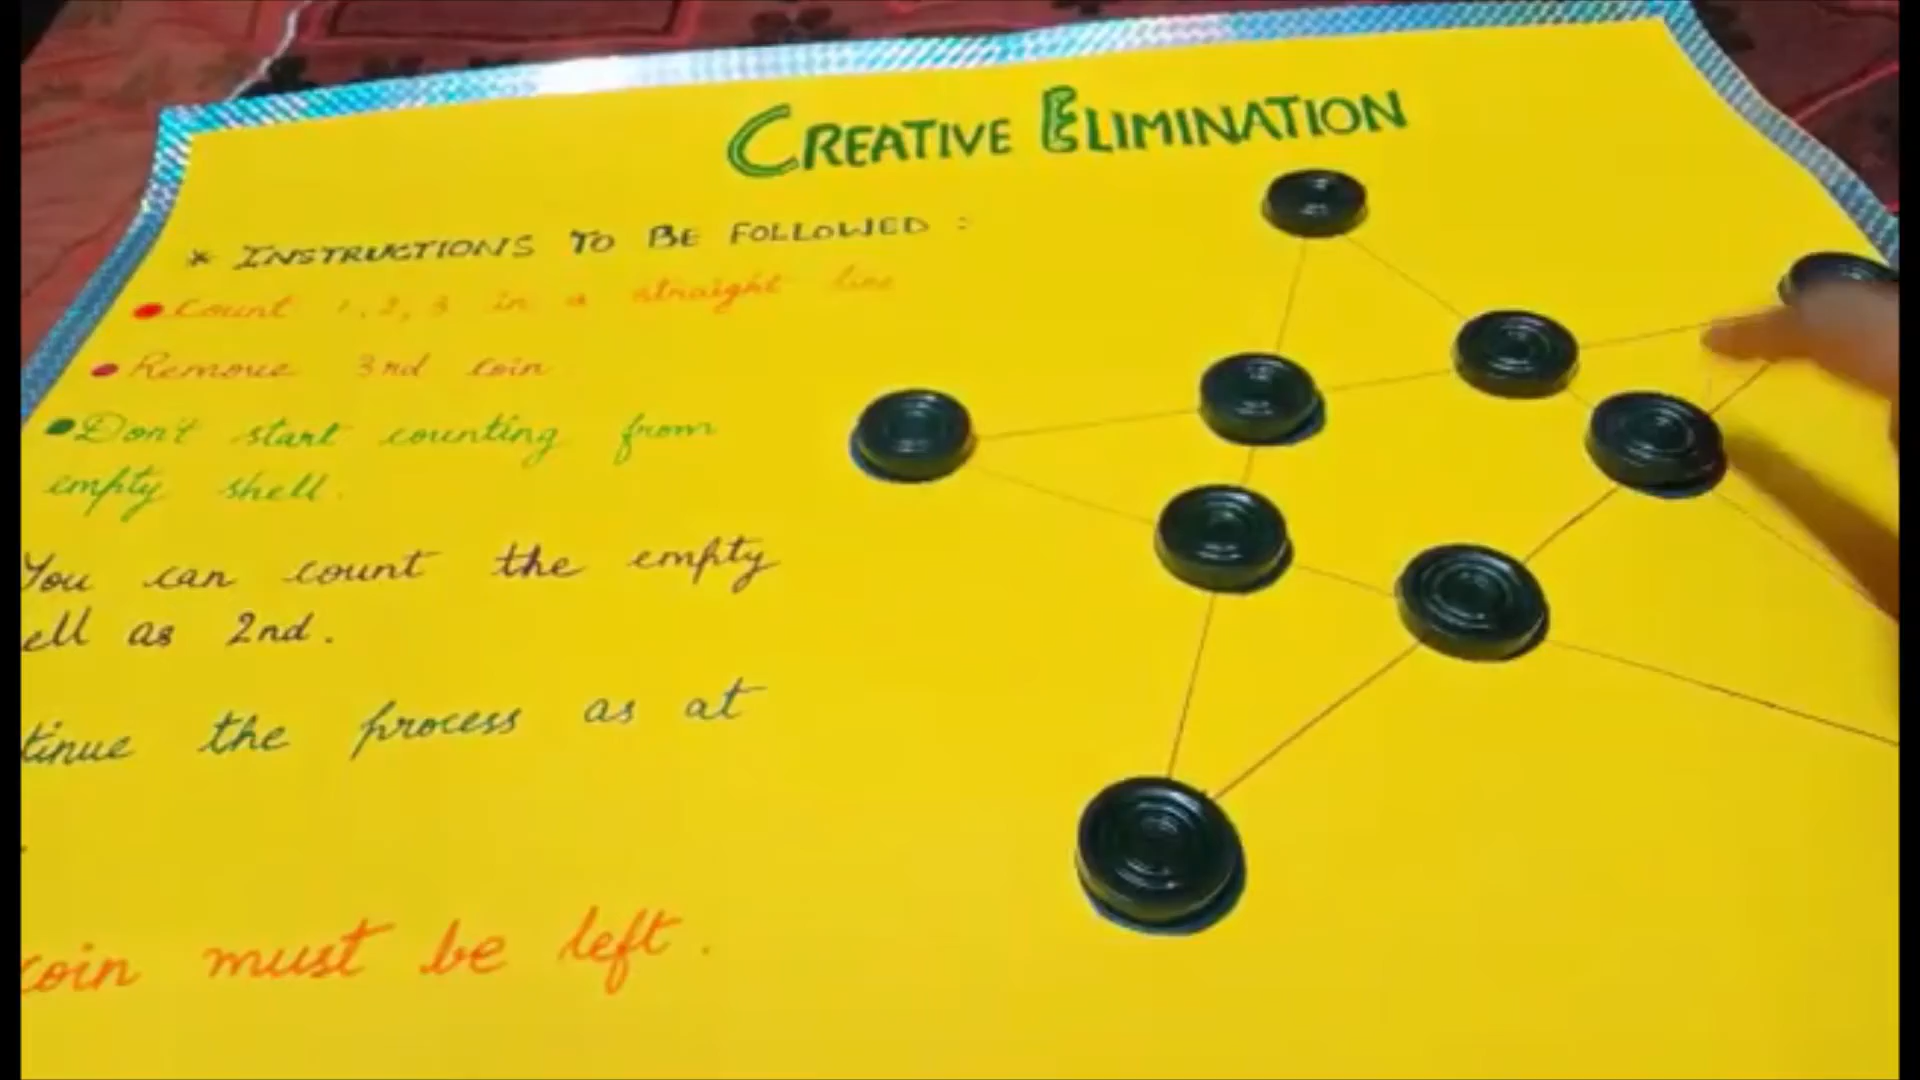 CREATIVE ELIMINATION
* INSTRUCTIONS TO BE FOLLOWED :
• Count 1, 2, 3 in a straight line
• Remove 3rd coin
• Don't start counting from
empty shell.
You can count the empty
ell as 2nd.
tinue the process as at
coin must be left.